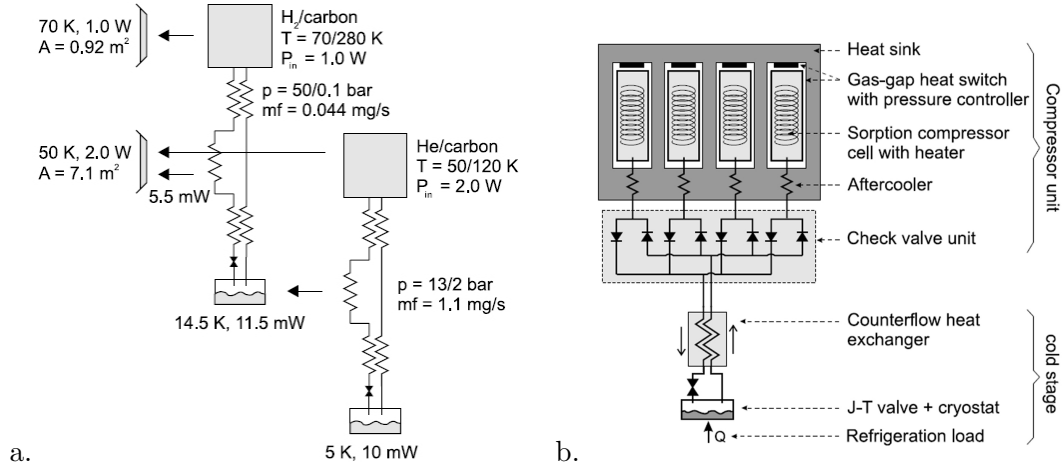 70 K, 1.0 W
A = 0.92 m²
H₂/carbon
T = 70/280 K
Pᵢₙ = 1.0 W
p = 50/0.1 bar
mf = 0.044 mg/s
50 K, 2.0 W
A = 7.1 m²
5.5 mW
He/carbon
T = 50/120 K
Pᵢₙ = 2.0 W
p = 13/2 bar
mf = 1.1 mg/s
14.5 K, 11.5 mW
5 K, 10 mW
a.
Heat sink
Gas-gap heat switch
with pressure controller
Sorption compressor
cell with heater
Aftercooler
Check valve unit
Compressor unit
Counterflow heat
exchanger
J-T valve + cryostat
Q
Refrigeration load
cold stage
b.